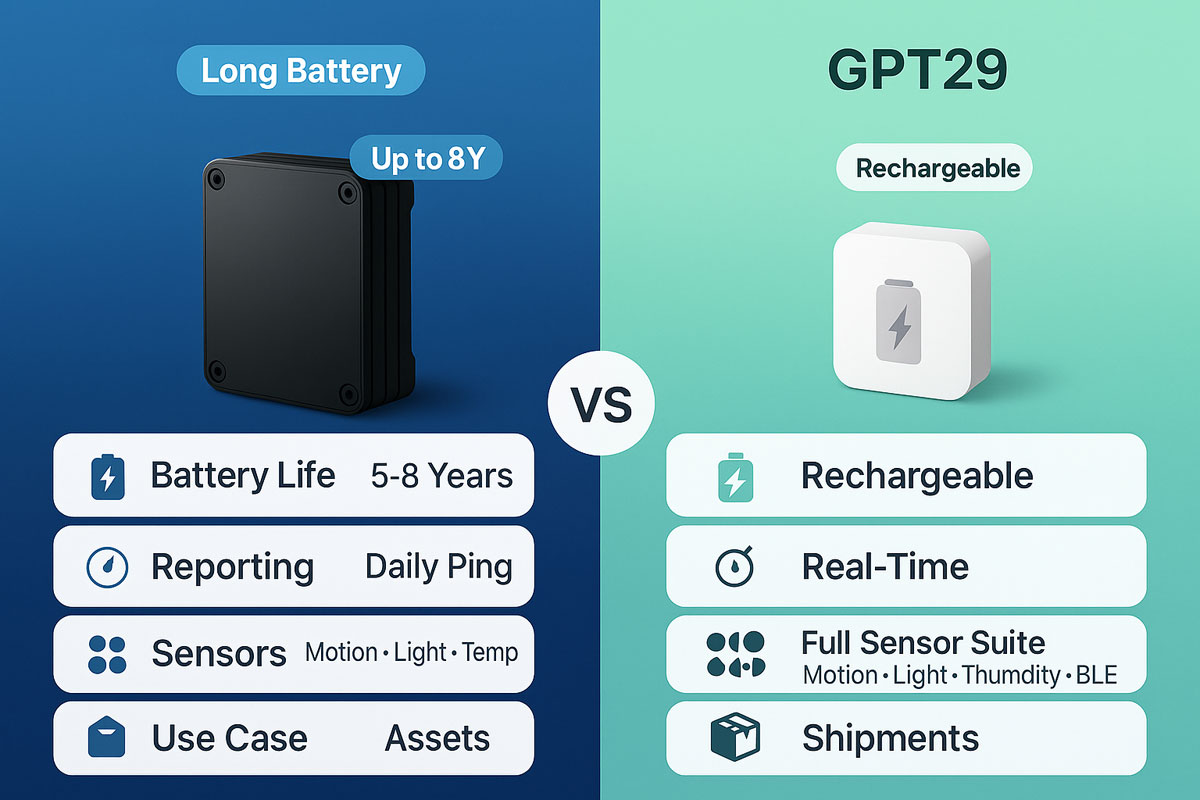 Long Battery
Up to 8Y
Battery Life 5-8 Years
Reporting Daily Ping
Sensors Motion • Light • Temp
Use Case Assets
VS
GPT29
Rechargeable
Rechargeable
Real-Time
Full Sensor Suite
Motion • Light • Thumdity • BLE
Shipments